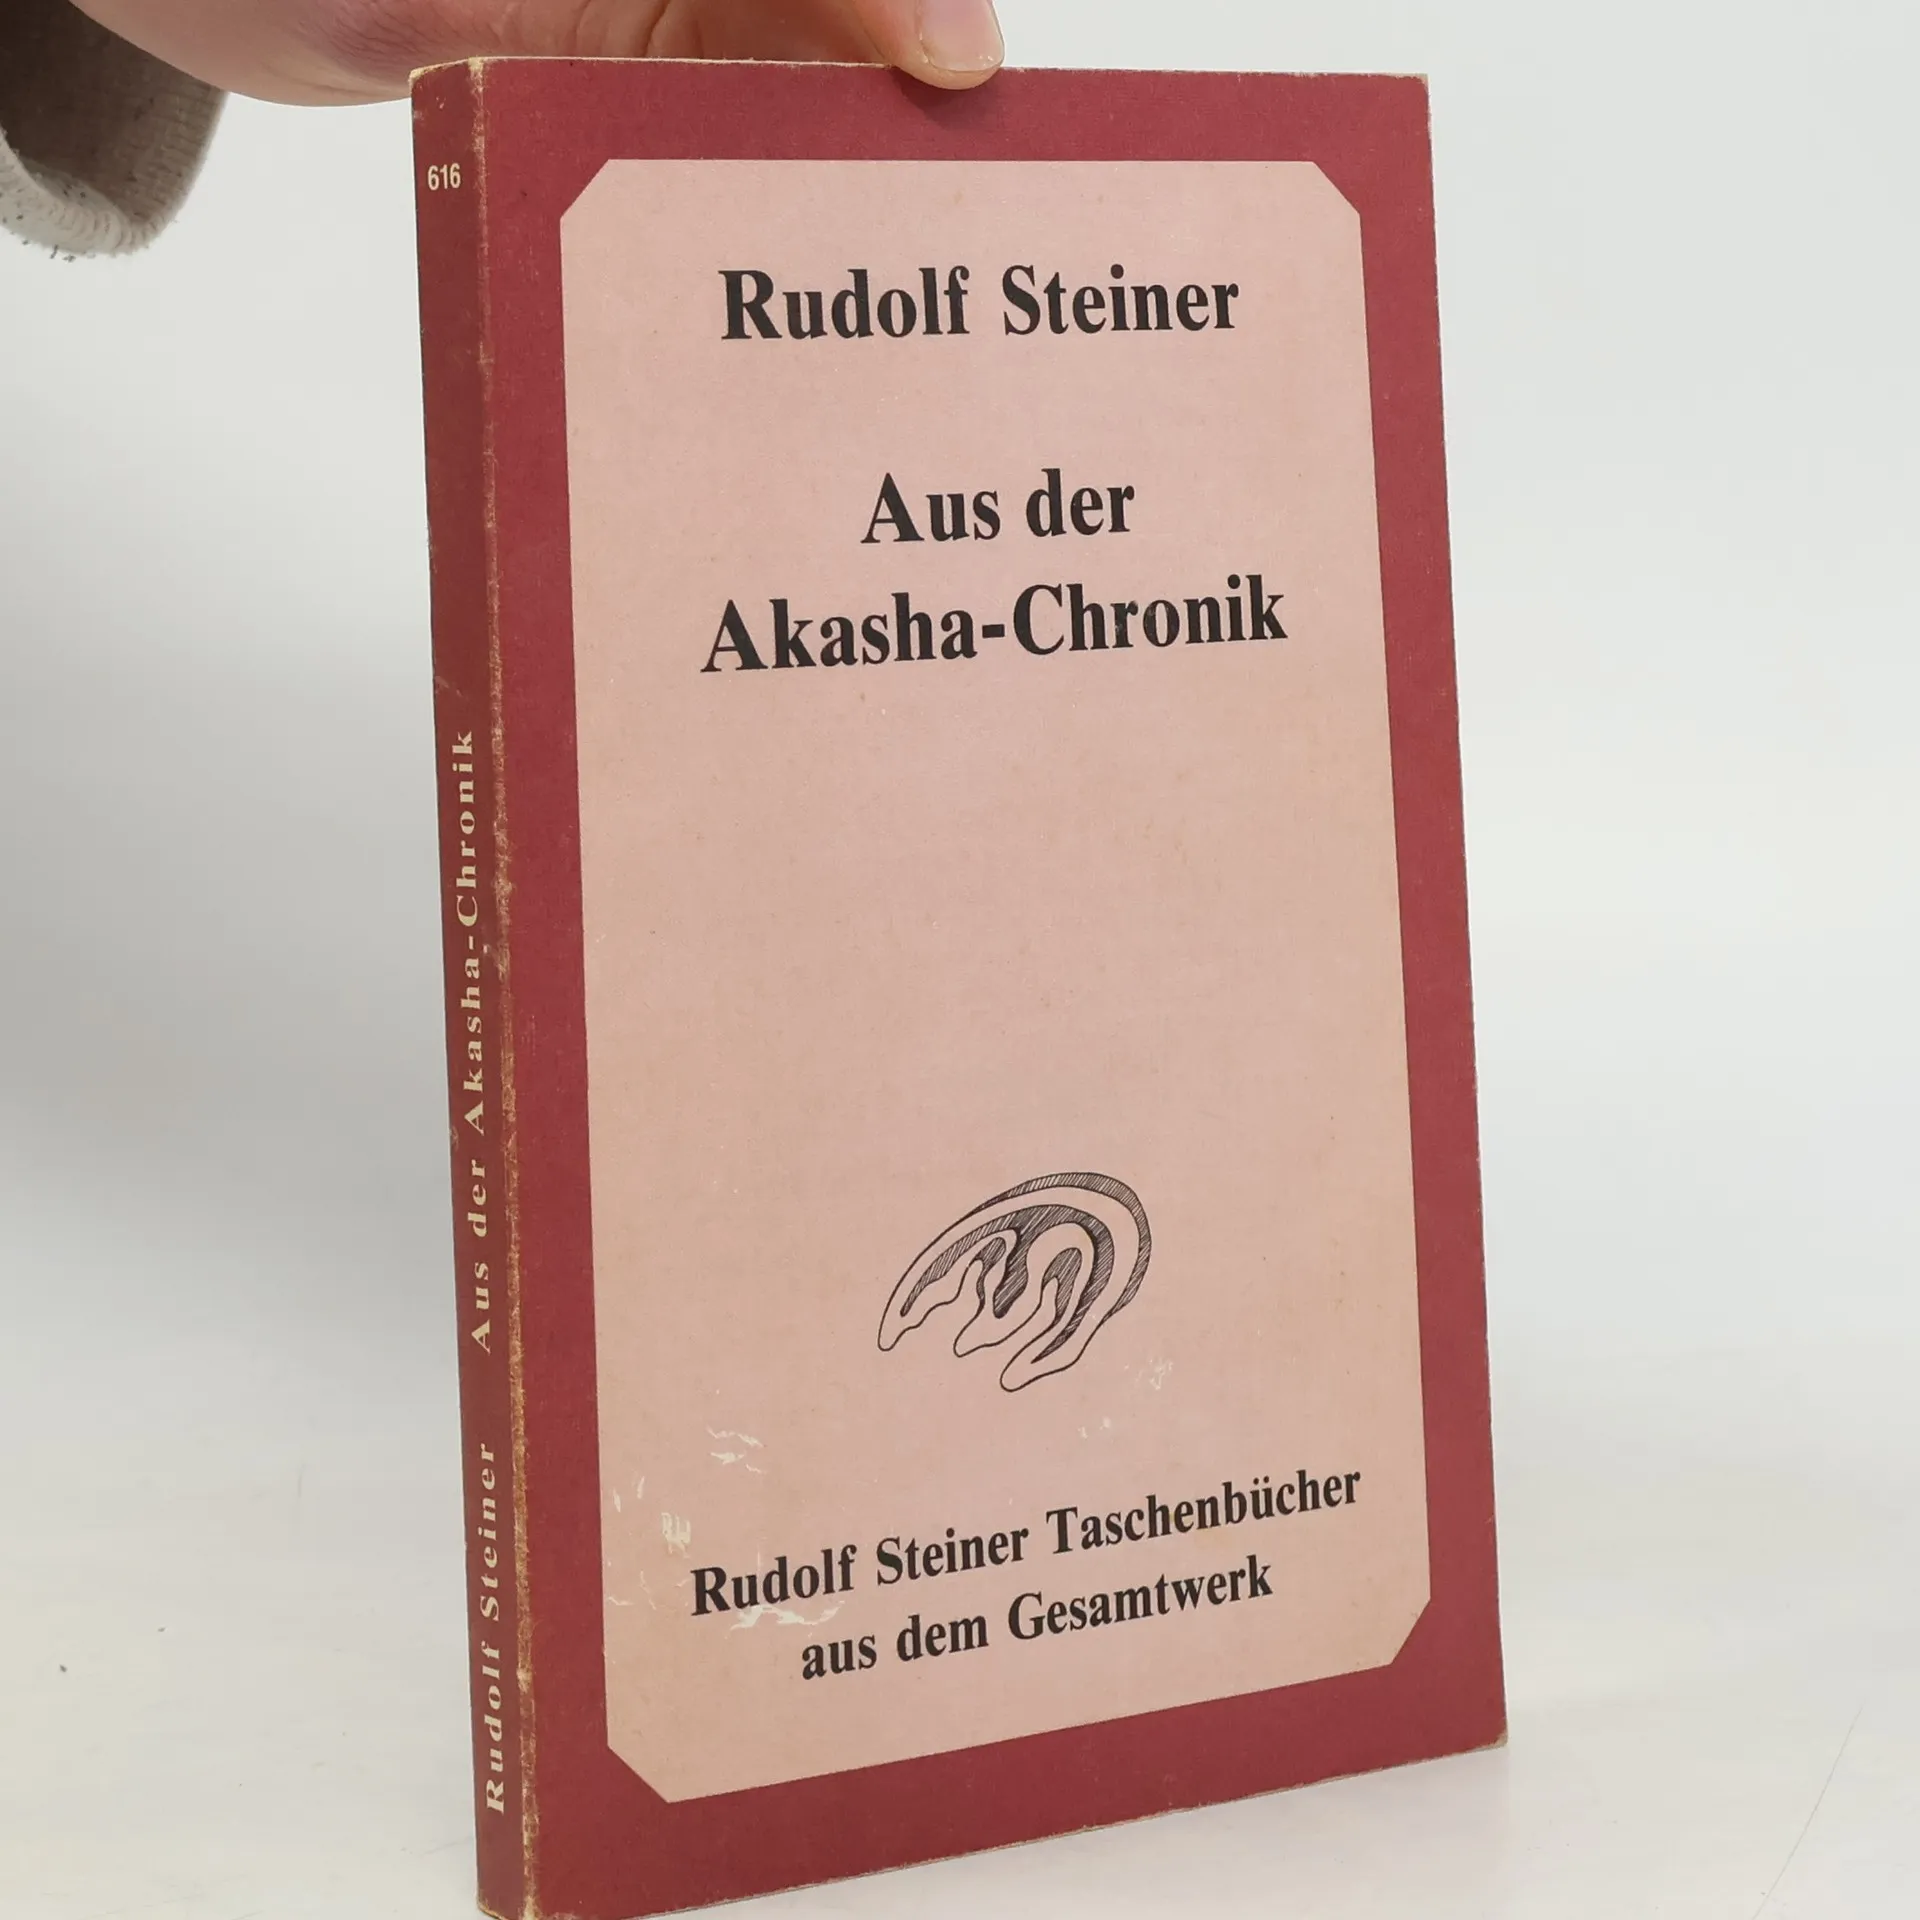 616
Rudolf Steiner Aus der Akasha-Chronik
Rudolf Steiner
Aus der
Akasha-Chronik
Rudolf Steiner Taschenbücher
aus dem Gesamtwerk